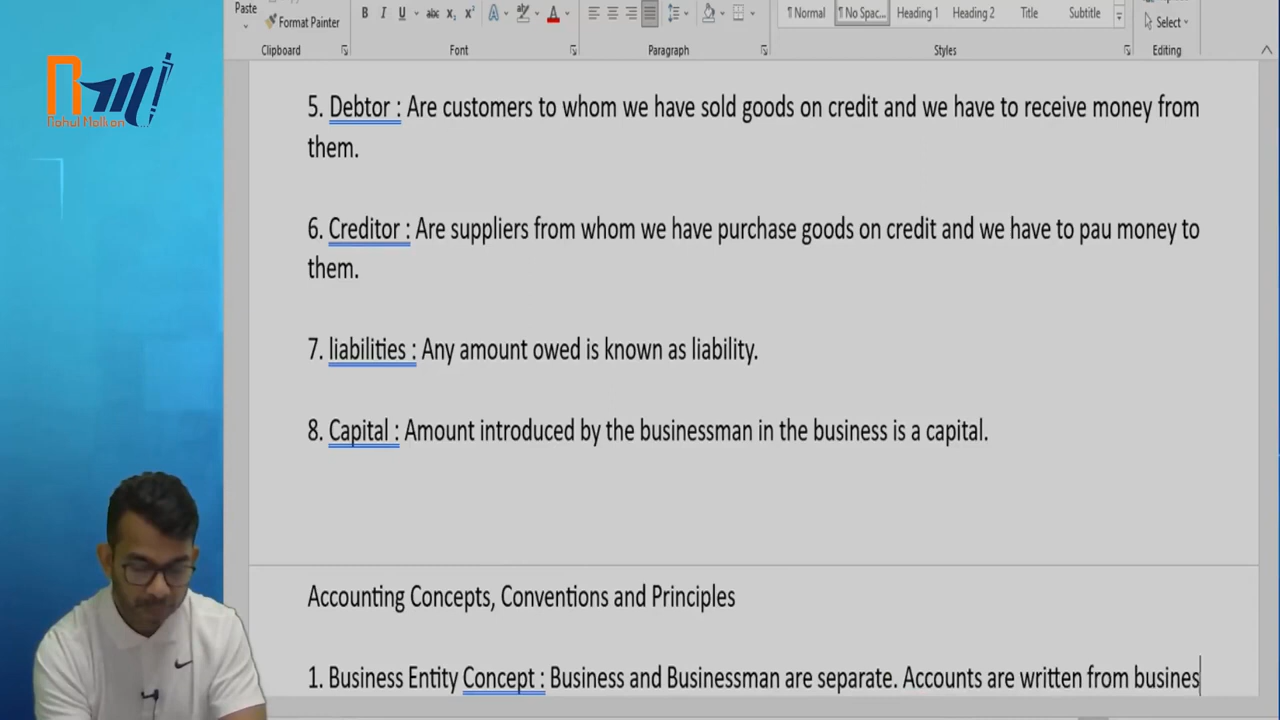 Paste
Format Painter
B I U abc x₂ x² A A
Normal
No Spac...
Heading 1
Heading 2
Title
Subtitle
Select
Clipboard
Font
Paragraph
Styles
Editing
5. Debtor : Are customers to whom we have sold goods on credit and we have to receive money from
them.
6. Creditor : Are suppliers from whom we have purchase goods on credit and we have to pau money to
them.
7. liabilities : Any amount owed is known as liability.
8. Capital : Amount introduced by the businessman in the business is a capital.
Accounting Concepts, Conventions and Principles
1. Business Entity Concept : Business and Businessman are separate. Accounts are written from busines